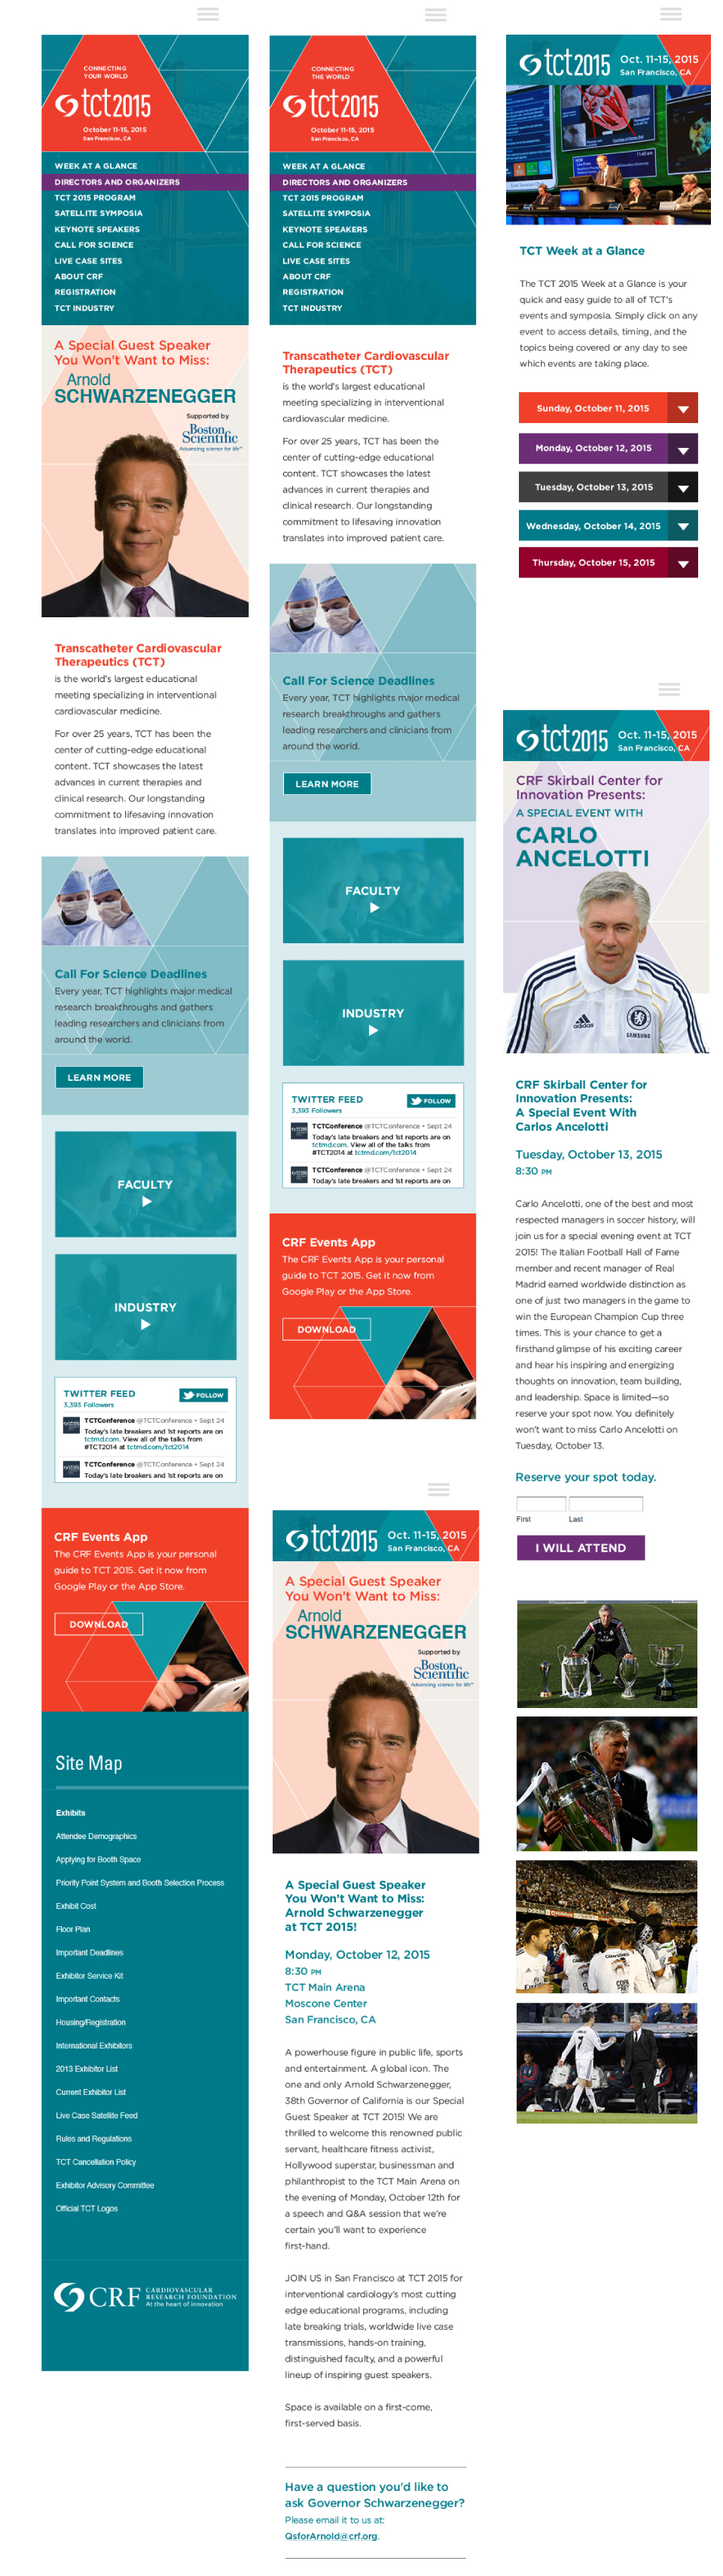 CONNECTING
YOUR WORLD
tct2015
October 11-15, 2015
San Francisco, CA
WEEK AT A GLANCE
DIRECTORS AND ORGANIZERS
TCT 2015 PROGRAM
SATELLITE SYMPOSIA
KEYNOTE SPEAKERS
CALL FOR SCIENCE
LIVE CASE SITES
ABOUT CRF
REGISTRATION
TCT INDUSTRY
A Special Guest Speaker
You Won't Want to Miss:
Arnold
SCHWARZENEGGER
Supported by
Boston
Scientific
Advancing science for life™
Transcatheter Cardiovascular
Therapeutics (TCT)
is the world's largest educational
meeting specializing in interventional
cardiovascular medicine.
For over 25 years, TCT has been the
center of cutting-edge educational
content. TCT showcases the latest
advances in current therapies and
clinical research. Our longstanding
commitment to lifesaving innovation
translates into improved patient care.
Call For Science Deadlines
Every year, TCT highlights major medical
research breakthroughs and gathers
leading researchers and clinicians from
around the world.
LEARN MORE
FACULTY
INDUSTRY
TWITTER FEED
FOLLOW
3,393 Followers
TCTConference @TCTConference • Sept 24
Today's late breakers and 1st reports are on
tctmd.com. View all of the talks from
#TCT2014 at tctmd.com/tct2014
TCTConference @TCTConference • Sept 24
Today's late breakers and 1st reports are on
CRF Events App
The CRF Events App is your personal
guide to TCT 2015. Get it now from
Google Play or the App Store.
DOWNLOAD
Site Map
Exhibits
Attendee Demographics
Applying for Booth Space
Priority Point System and Booth Selection Process
Exhibit Cost
Floor Plan
Important Deadlines
Exhibitor Service Kit
Important Contacts
Housing/Registration
International Exhibitors
2013 Exhibitor List
Current Exhibitor List
Live Case Satellite Feed
Rules and Regulations
TCT Cancellation Policy
Exhibitor Advisory Committee
Official TCT Logos
CRF CARDIOVASCULAR
RESEARCH FOUNDATION
At the heart of innovation
CONNECTING
THE WORLD
tct2015
October 11-15, 2015
San Francisco, CA
WEEK AT A GLANCE
DIRECTORS AND ORGANIZERS
TCT 2015 PROGRAM
SATELLITE SYMPOSIA
KEYNOTE SPEAKERS
CALL FOR SCIENCE
LIVE CASE SITES
ABOUT CRF
REGISTRATION
TCT INDUSTRY
Transcatheter Cardiovascular
Therapeutics (TCT)
is the world's largest educational
meeting specializing in interventional
cardiovascular medicine.
For over 25 years, TCT has been the
center of cutting-edge educational
content. TCT showcases the latest
advances in current therapies and
clinical research. Our longstanding
commitment to lifesaving innovation
translates into improved patient care.
Call For Science Deadlines
Every year, TCT highlights major medical
research breakthroughs and gathers
leading researchers and clinicians from
around the world.
LEARN MORE
FACULTY
INDUSTRY
TWITTER FEED
FOLLOW
3,393 Followers
TCTConference @TCTConference • Sept 24
Today's late breakers and 1st reports are on
tctmd.com. View all of the talks from
#TCT2014 at tctmd.com/tct2014
TCTConference @TCTConference • Sept 24
Today's late breakers and 1st reports are on
CRF Events App
The CRF Events App is your personal
guide to TCT 2015. Get it now from
Google Play or the App Store.
DOWNLOAD
tct2015
Oct. 11-15, 2015
San Francisco, CA
A Special Guest Speaker
You Won't Want to Miss:
Arnold
SCHWARZENEGGER
Supported by
Boston
Scientific
Advancing science for life™
A Special Guest Speaker
You Won't Want to Miss:
Arnold Schwarzenegger
at TCT 2015!
Monday, October 12, 2015
8:30 PM
TCT Main Arena
Moscone Center
San Francisco, CA
A powerhouse figure in public life, sports
and entertainment. A global icon. The
one and only Arnold Schwarzenegger,
38th Governor of California is our Special
Guest Speaker at TCT 2015! We are
thrilled to welcome this renowned public
servant, healthcare fitness activist,
Hollywood superstar, businessman and
philanthropist to the TCT Main Arena on
the evening of Monday, October 12th for
a speech and Q&A session that we're
certain you'll want to experience
first-hand.
JOIN US in San Francisco at TCT 2015 for
interventional cardiology's most cutting
edge educational programs, including
late breaking trials, worldwide live case
transmissions, hands-on training,
distinguished faculty, and a powerful
lineup of inspiring guest speakers.
Space is available on a first-come,
first-served basis.
Have a question you'd like to
ask Governor Schwarzenegger?
Please email it to us at:
QsforArnold@crf.org.
tct2015
Oct. 11-15, 2015
San Francisco, CA
TCT Week at a Glance
The TCT 2015 Week at a Glance is your
quick and easy guide to all of TCT's
events and symposia. Simply click on any
event to access details, timing, and the
topics being covered or any day to see
which events are taking place.
Sunday, October 11, 2015
Monday, October 12, 2015
Tuesday, October 13, 2015
Wednesday, October 14, 2015
Thursday, October 15, 2015
tct2015
Oct. 11-15, 2015
San Francisco, CA
CRF Skirball Center for
Innovation Presents:
A SPECIAL EVENT WITH
CARLO
ANCELOTTI
adidas
SAMSUNG
CRF Skirball Center for
Innovation Presents:
A Special Event With
Carlos Ancelotti
Tuesday, October 13, 2015
8:30 PM
Carlo Ancelotti, one of the best and most
respected managers in soccer history, will
join us for a special evening event at TCT
2015! The Italian Football Hall of Fame
member and recent manager of Real
Madrid earned worldwide distinction as
one of just two managers in the game to
win the European Champion Cup three
times. This is your chance to get a
firsthand glimpse of his exciting career
and hear his inspiring and energizing
thoughts on innovation, team building,
and leadership. Space is limited—so
reserve your spot now. You definitely
won't want to miss Carlo Ancelotti on
Tuesday, October 13.
Reserve your spot today.
First
Last
I WILL ATTEND